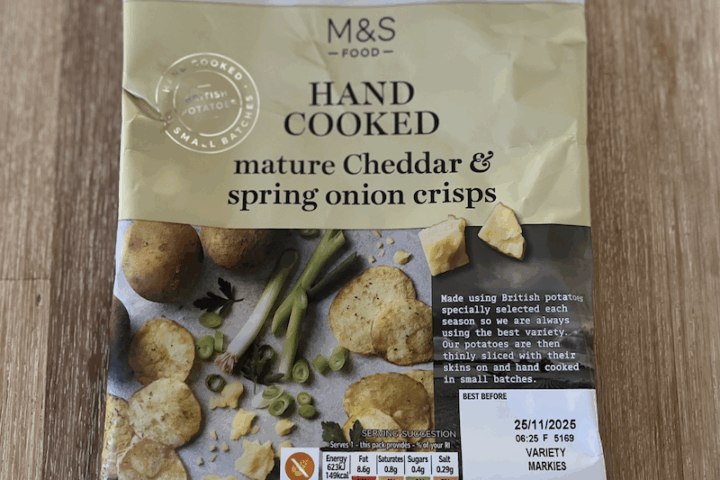 M&S
FOOD
HAND COOKED
BRITISH
POTATOES
SMALL BATCHES
HAND
COOKED
mature Cheddar &
spring onion crisps
Made using British potatoes
specially selected each
season so we are always
using the best variety.
Our potatoes are then
thinly sliced with their
skins on and hand cooked
in small batches.
BEST BEFORE
25/11/2025
06:25 F 5169
VARIETY
MARKIES
SERVING SUGGESTION
Serves 1 - this pack provides - % of your RI
Energy Fat Saturates Sugars Salt
623kJ 8.6g 0.8g 0.4g 0.29g
149kcal